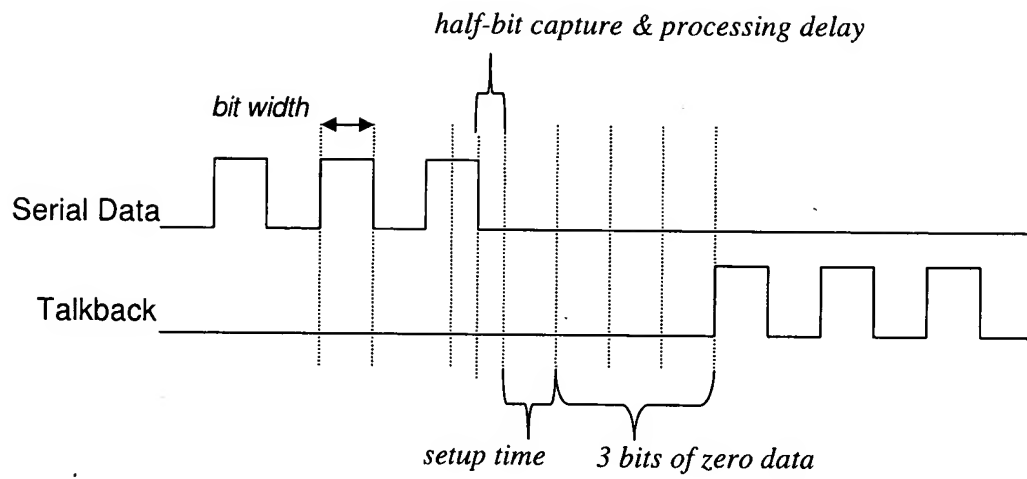 half-bit capture & processing delay
bit width
Serial Data
Talkback
setup time
3 bits of zero data